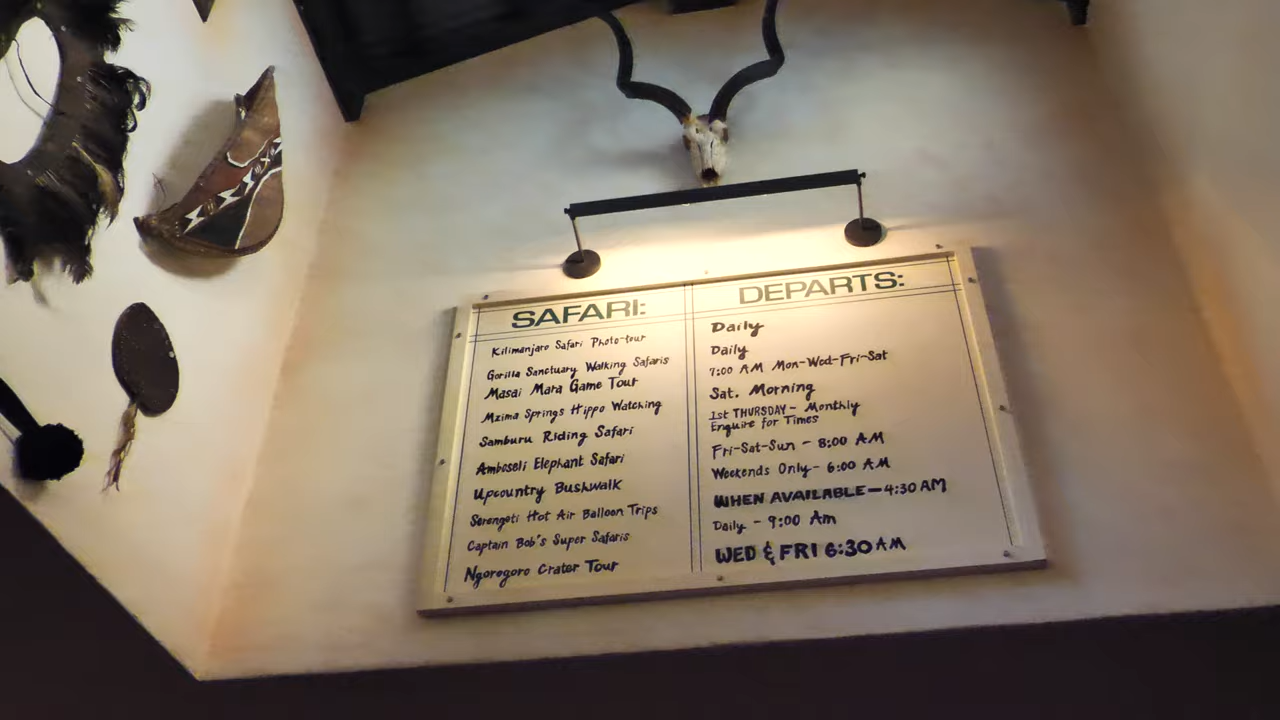 SAFARI: DEPARTS:
Kilimanjaro Safari Photo-tour Daily
Gorilla Sanctuary Walking Safaris Daily
Masai Mara Game Tour 7:00 AM Mon-Wed-Fri-Sat
Mzima Springs Hippo Watching Sat. Morning
Samburu Riding Safari 1st THURSDAY - Monthly
Enquire for Times
Amboseli Elephant Safari Fri-Sat-Sun - 8:00 AM
Upcountry Bushwalk Weekends Only - 6:00 AM
Serengeti Hot Air Balloon Trips WHEN AVAILABLE - 4:30 AM
Captain Bob's Super Safaris Daily - 9:00 Am
Ngorogoro Crater Tour WED & FRI 6:30 AM